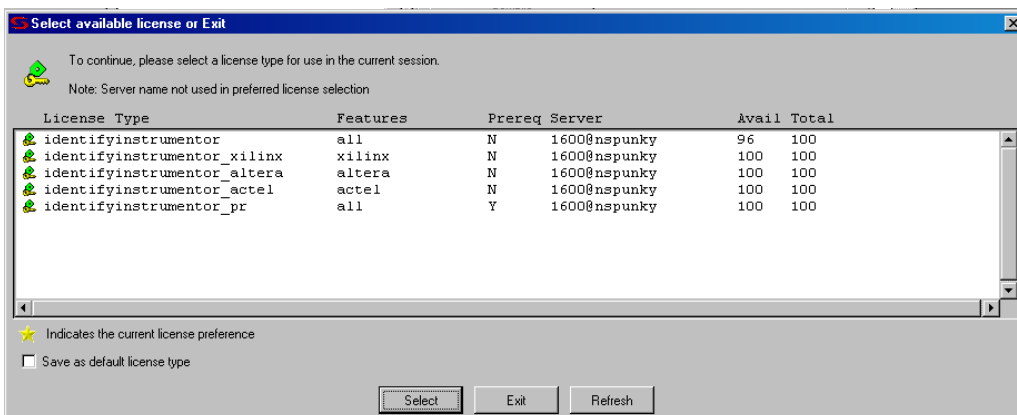 Select available license or Exit
To continue, please select a license type for use in the current session.
Note: Server name not used in preferred license selection
License Type Features Prereq Server Avail Total
identifyinstrumentor all N 1600@nspunky 96 100
identifyinstrumentor_xilinx xilinx N 1600@nspunky 100 100
identifyinstrumentor_altera altera N 1600@nspunky 100 100
identifyinstrumentor_actel actel N 1600@nspunky 100 100
identifyinstrumentor_pr all Y 1600@nspunky 100 100
Indicates the current license preference
Save as default license type
Select Exit Refresh